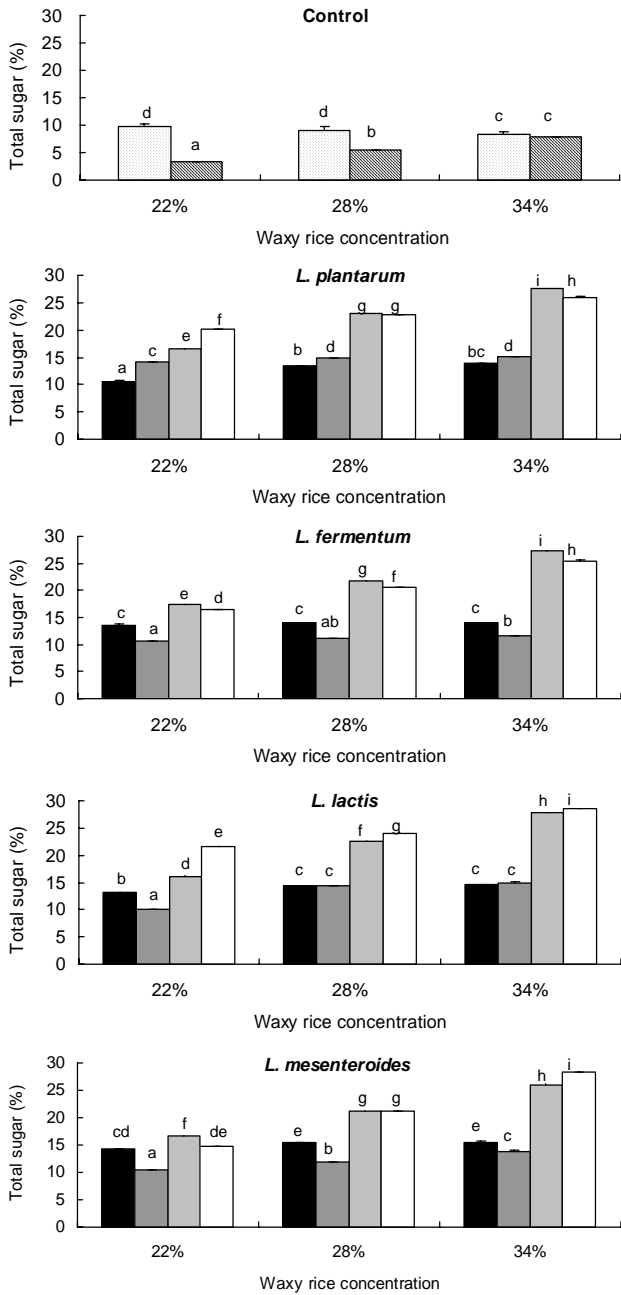 Control
Total sugar (%)
30
25
20
15
10
5
0
d
a
d
b
c
c
22%
28%
34%
Waxy rice concentration
L. plantarum
Total sugar (%)
30
25
20
15
10
5
0
a
c
e
f
b
d
g
g
bc
d
i
h
22%
28%
34%
Waxy rice concentration
L. fermentum
Total sugar (%)
30
25
20
15
10
5
0
c
a
e
d
c
ab
g
f
c
b
i
h
22%
28%
34%
Waxy rice concentration
L. lactis
Total sugar (%)
30
25
20
15
10
5
0
b
a
d
e
c
c
f
g
c
c
h
i
22%
28%
34%
Waxy rice concentration
L. mesenteroides
Total sugar (%)
30
25
20
15
10
5
0
cd
a
f
de
e
b
g
g
e
c
h
i
22%
28%
34%
Waxy rice concentration